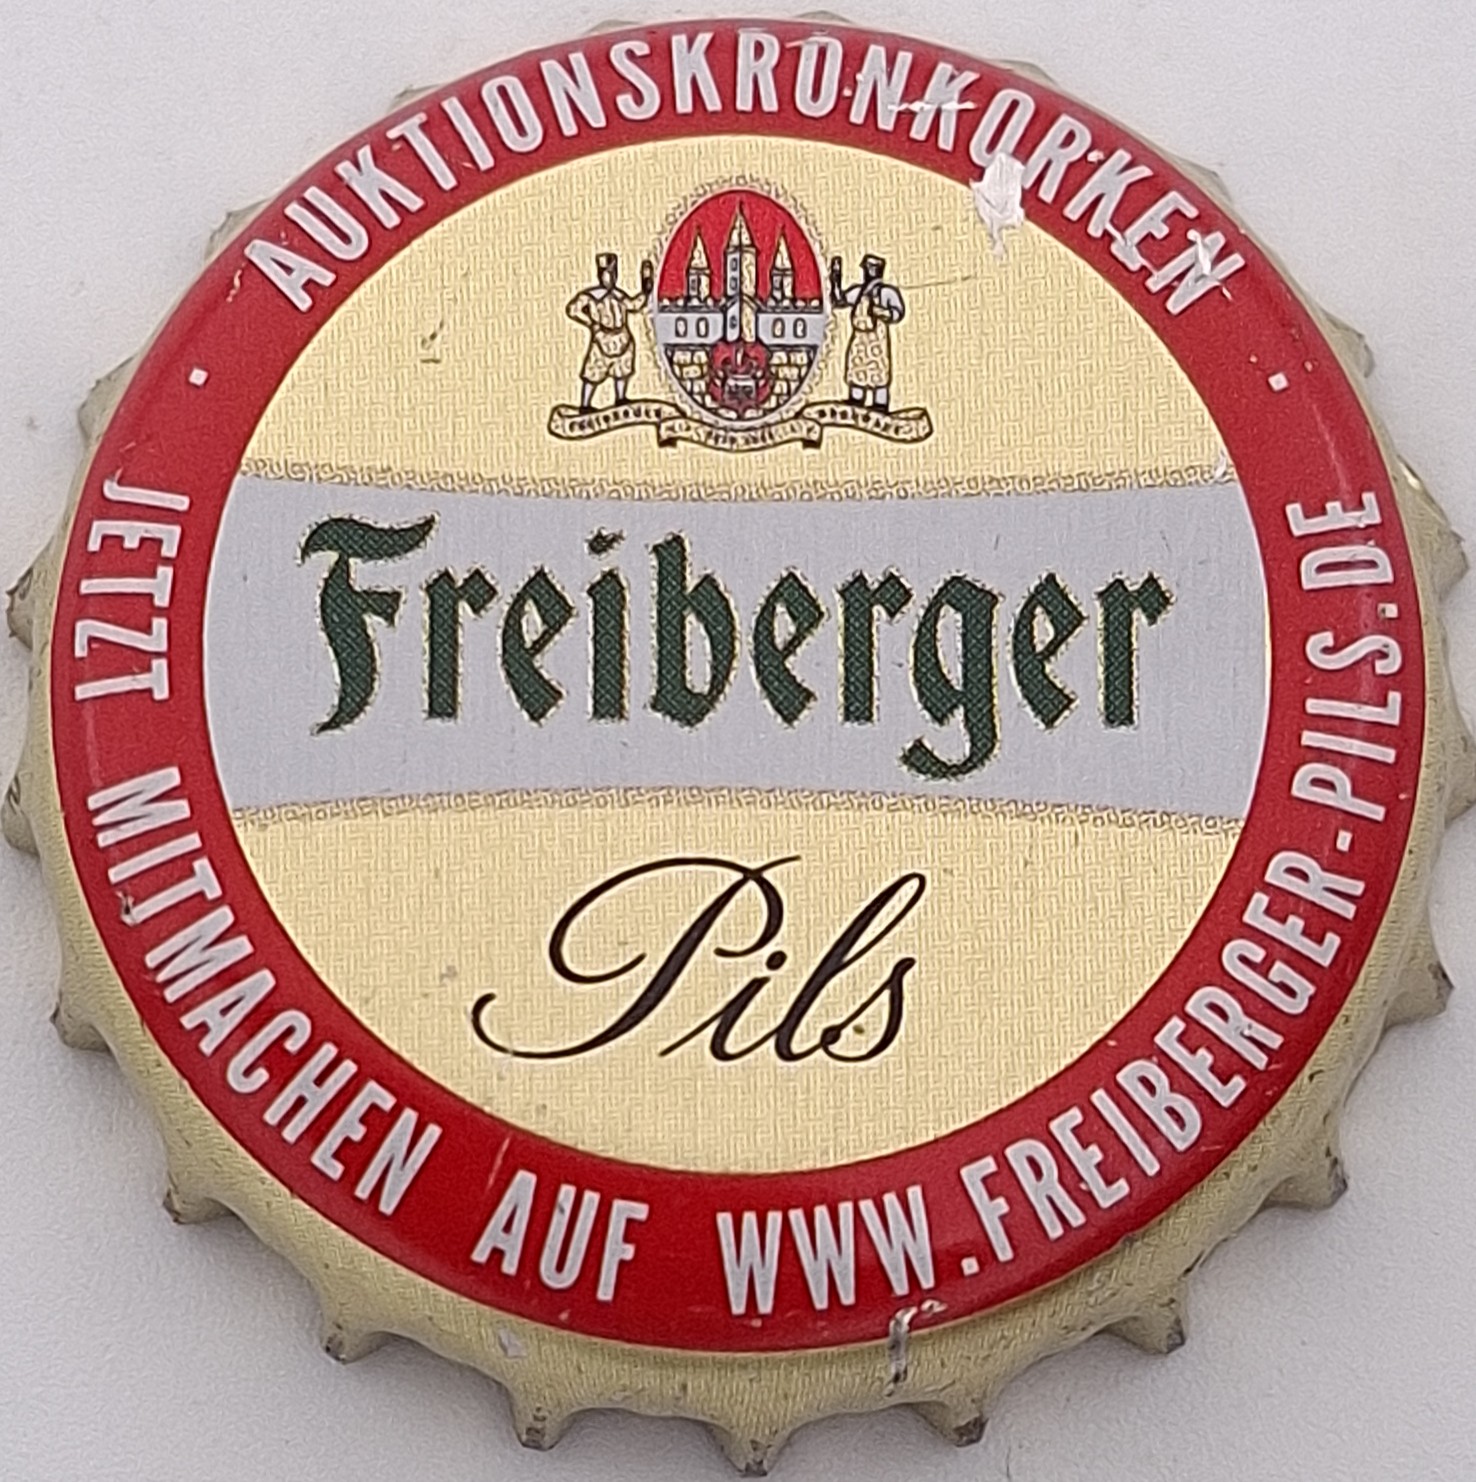 · AUKTIONSKRONKORKEN ·
JETZT MITMACHEN AUF WWW.FREIBERGER-PILS.DE
Freiberger
Pils